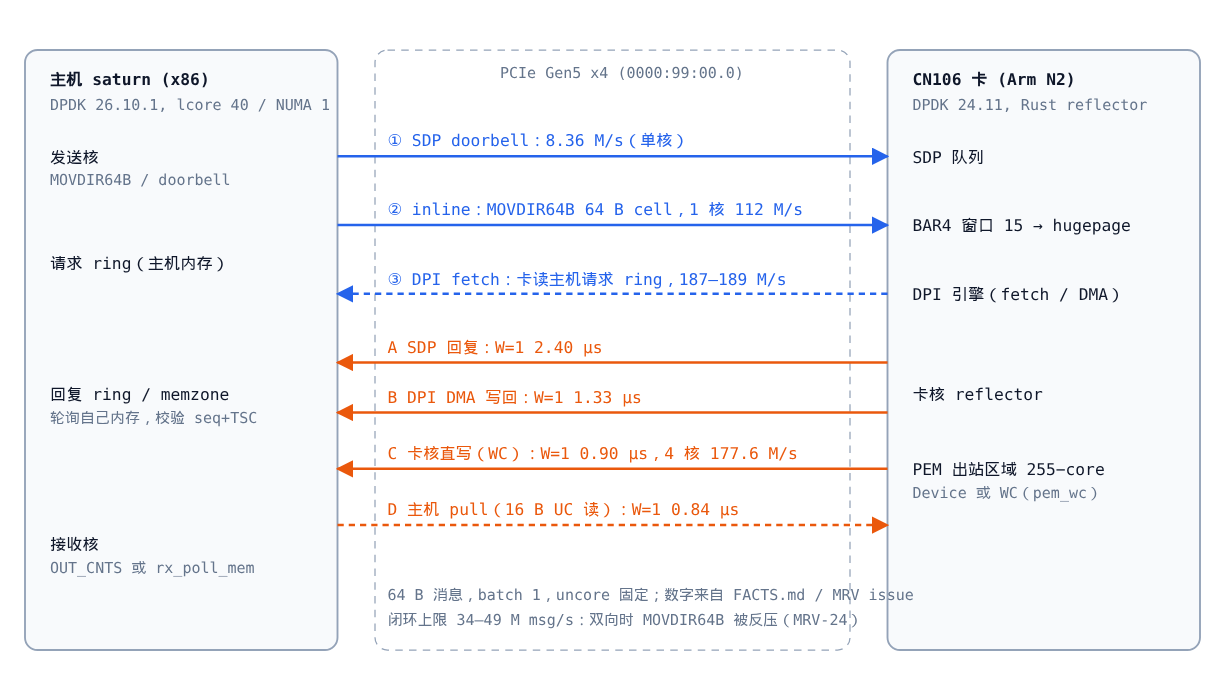 主机 saturn (x86)
DPDK 26.10.1, lcore 40 / NUMA 1
发送核
MOVDIR64B / doorbell
请求 ring（主机内存）
回复 ring / memzone
轮询自己内存，校验 seq+TSC
接收核
OUT_CNTS 或 rx_poll_mem
PCIe Gen5 x4 (0000:99:00.0)
① SDP doorbell：8.36 M/s（单核）
② inline：MOVDIR64B 64 B cell，1 核 112 M/s
③ DPI fetch：卡读主机请求 ring，187–189 M/s
A SDP 回复：W=1 2.40 µs
B DPI DMA 写回：W=1 1.33 µs
C 卡核直写（WC）：W=1 0.90 µs，4 核 177.6 M/s
D 主机 pull（16 B UC 读）：W=1 0.84 µs
64 B 消息，batch 1，uncore 固定；数字来自 FACTS.md / MRV issue
闭环上限 34–49 M msg/s：双向时 MOVDIR64B 被反压（MRV-24）
CN106 卡 (Arm N2)
DPDK 24.11, Rust reflector
SDP 队列
BAR4 窗口 15 → hugepage
DPI 引擎（fetch / DMA）
卡核 reflector
PEM 出站区域 255−core
Device 或 WC（pem_wc）